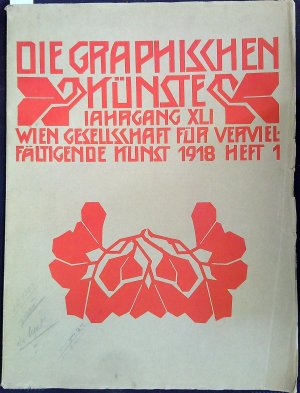 DIE GRAPHISCHEN
KÜNSTE
JAHRGANG XLI
WIEN GESELLSCHAFT FÜR VERVIEL-
FÄLTIGENDE KUNST 1918 HEFT 1